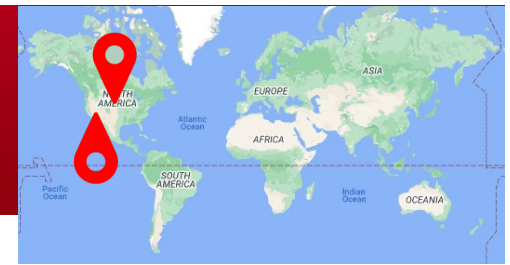 ASIA
EUROPE
NORTH
AMERICA
Atlantic
Ocean
AFRICA
SOUTH
AMERICA
Pacific
Ocean
Indian
Ocean
OCEANIA